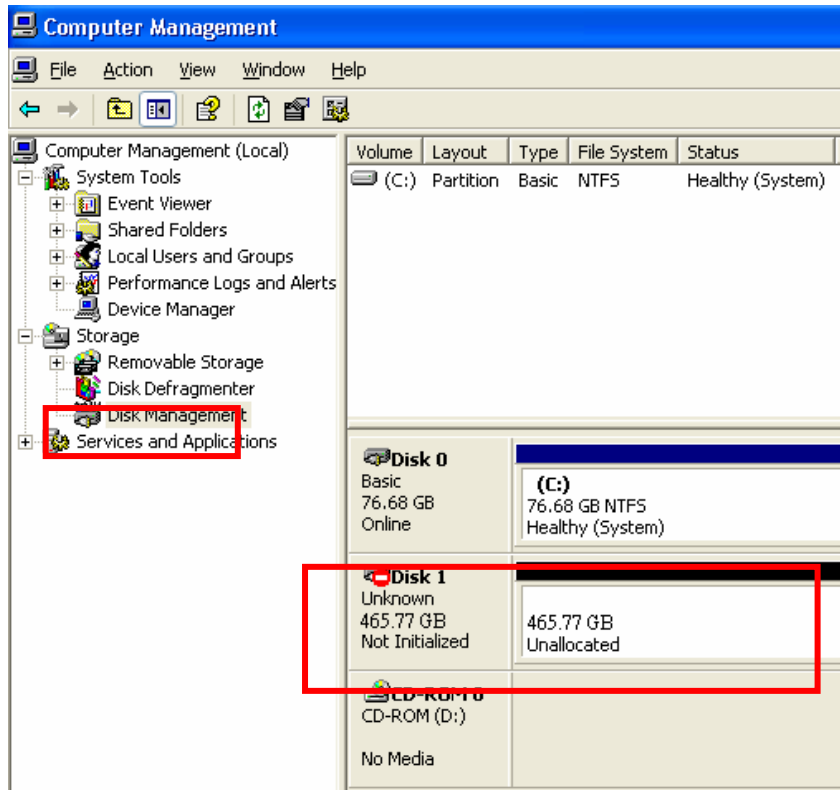 Computer Management
File Action View Window Help
Computer Management (Local)
System Tools
Event Viewer
Shared Folders
Local Users and Groups
Performance Logs and Alerts
Device Manager
Storage
Removable Storage
Disk Defragmenter
Disk Management
Services and Applications
Volume Layout Type File System Status
(C:) Partition Basic NTFS Healthy (System)
Disk 0
Basic
76.68 GB
Online
(C:)
76.68 GB NTFS
Healthy (System)
Disk 1
Unknown
465.77 GB
Not Initialized
465.77 GB
Unallocated
CD-ROM 0
CD-ROM (D:)
No Media